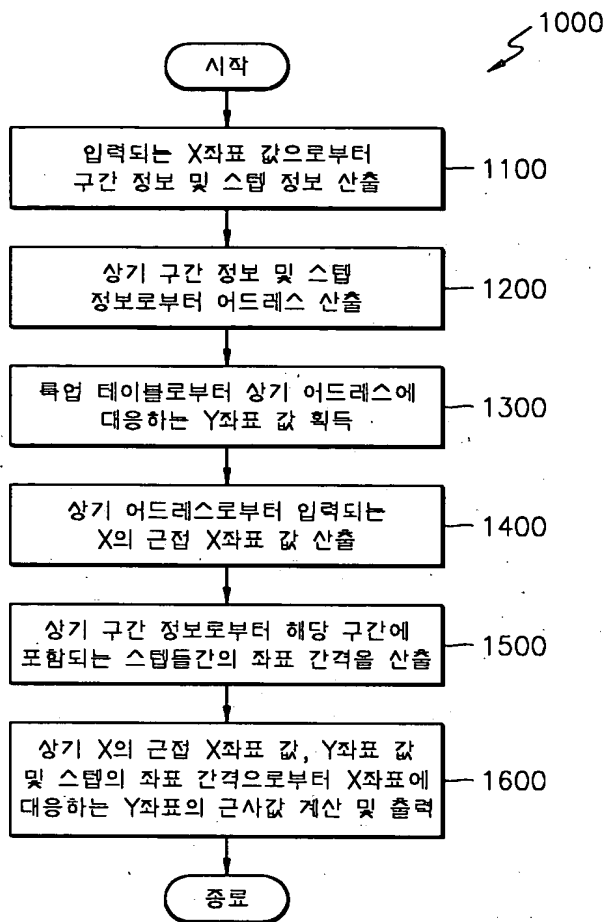 1000
시작
입력되는 X좌표 값으로부터
구간 정보 및 스텝 정보 산출
1100
상기 구간 정보 및 스텝
정보로부터 어드레스 산출
1200
룩업 테이블로부터 상기 어드레스에
대응하는 Y좌표 값 획득
1300
상기 어드레스로부터 입력되는
X의 근접 X좌표 값 산출
1400
상기 구간 정보로부터 해당 구간에
포함되는 스텝들간의 좌표 간격을 산출
1500
상기 X의 근접 X좌표 값, Y좌표 값
및 스텝의 좌표 간격으로부터 X좌표에
대응하는 Y좌표의 근사값 계산 및 출력
1600
종료